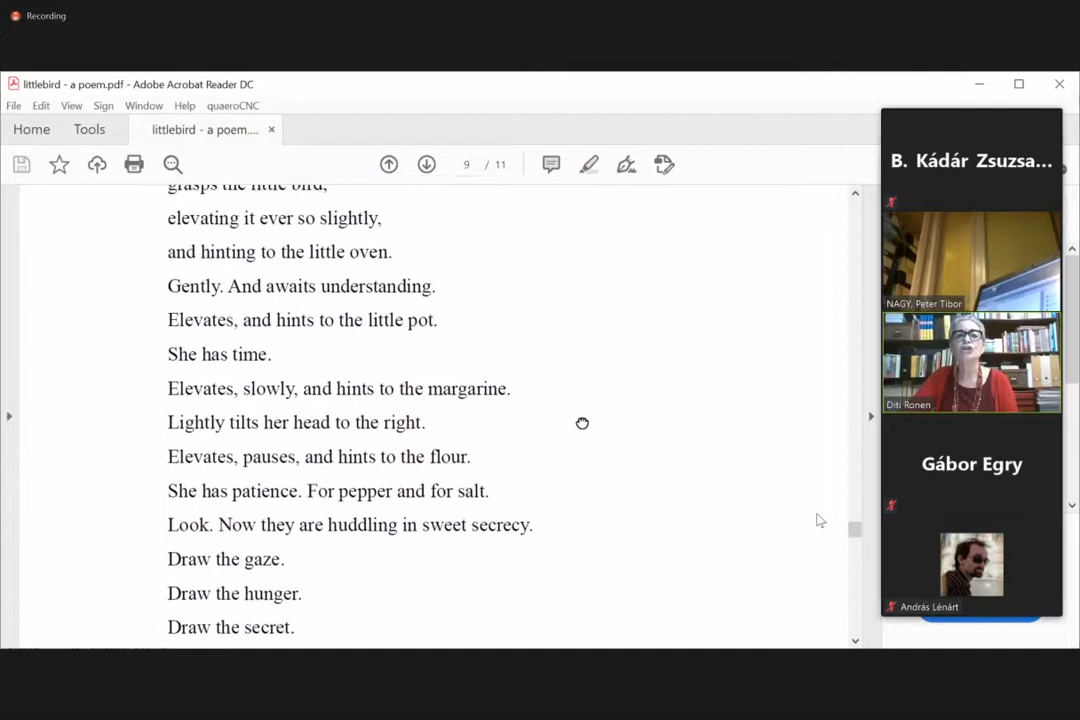 Recording
littlebird - a poem.pdf - Adobe Acrobat Reader DC
File Edit View Sign Window Help quaeroCNC
Home Tools littlebird - a poem.... ×
9 / 11
grasps the little bird,
elevating it ever so slightly,
and hinting to the little oven.
Gently. And awaits understanding.
Elevates, and hints to the little pot.
She has time.
Elevates, slowly, and hints to the margarine.
Lightly tilts her head to the right.
Elevates, pauses, and hints to the flour.
She has patience. For pepper and for salt.
Look. Now they are huddling in sweet secrecy.
Draw the gaze.
Draw the hunger.
Draw the secret.
B. Kádár Zsuzsa...
NAGY, Peter Tibor
Diti Ronen
Gábor Egry
András Lénárt